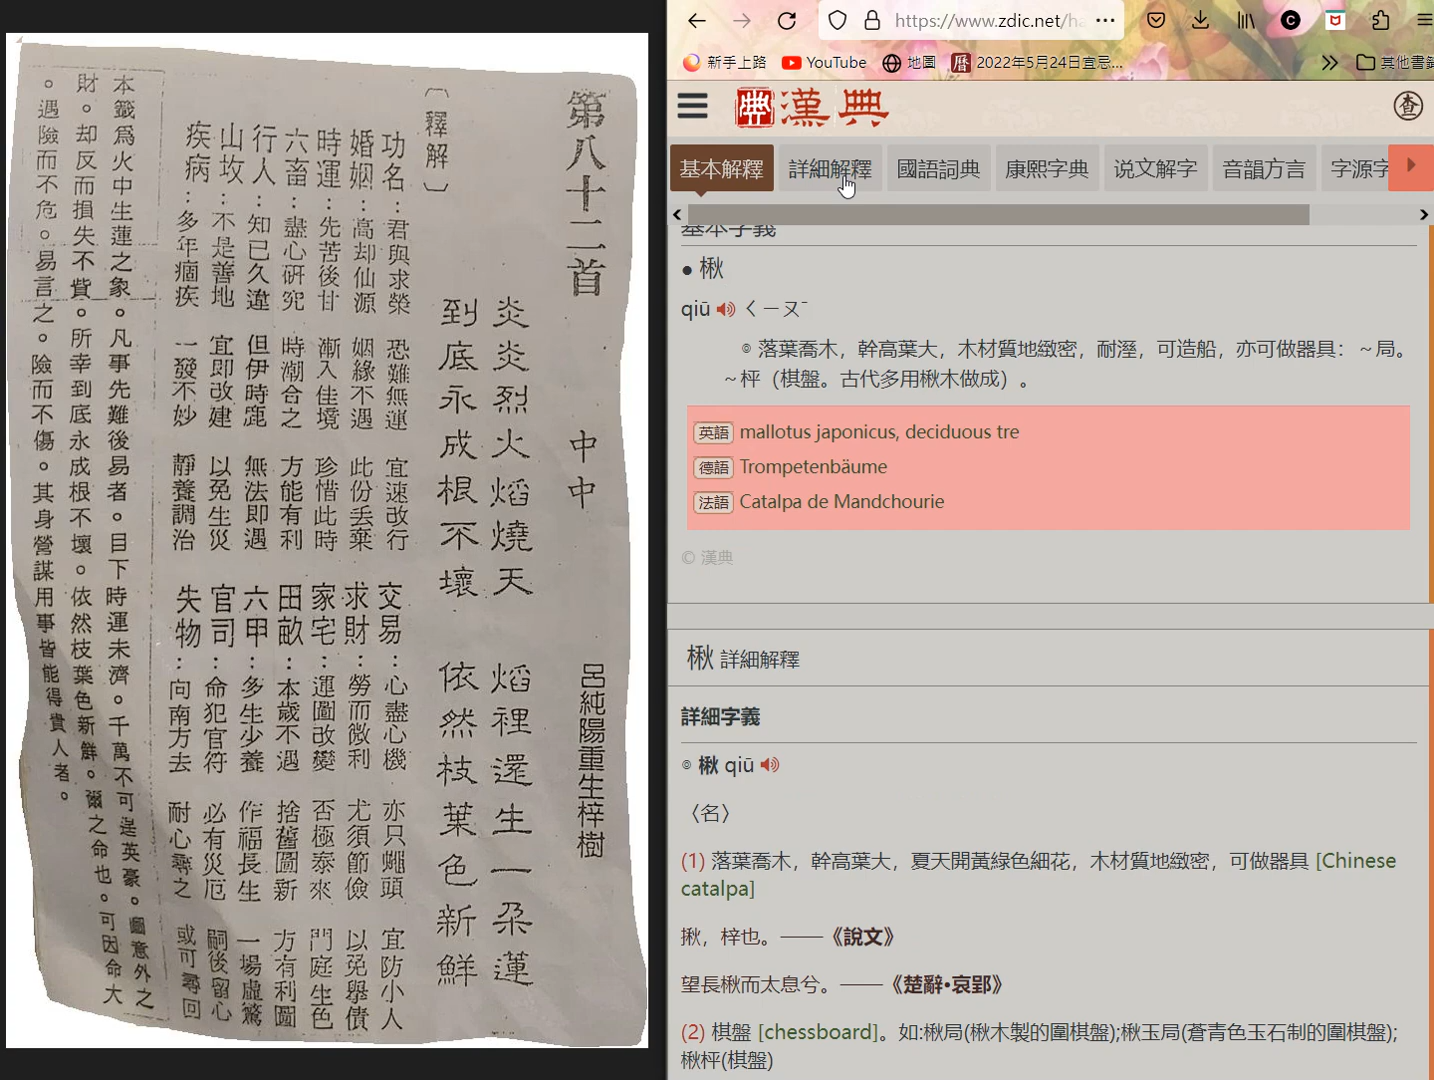 第八十二首
中中
呂純陽重生梓樹
炎炎烈火熖燒天 熖裡還生一朵蓮
到底永成根不壞 依然枝葉色新鮮
〔釋解〕
功名：君與求榮 恐難無運 宜速改行
婚姻：高却仙源 姻緣不遇 此份丢棄
時運：先苦後甘 漸入佳境 珍惜此時
六畜：盡心研究 時潮合之 方能有利
行人：知已久違 但伊時鹿 無法即遇
山坟：不是善地 宜即改建 以免生災
疾病：多年痼疾 一發不妙 靜養調治
交易：心盡心機 亦只蠅頭 宜防小人
求財：勞而微利 尤須節儉 以免舉債
家宅：運圖改變 否極泰來 門庭生色
田畝：本歲不遇 捨舊圖新 方有利圖
六甲：多生少養 作福長生 一場虛驚
官司：命犯官符 必有災厄 嗣後留心
失物：向南方去 耐心尋之 或可尋回
本籤為火中生蓮之象。凡事先難後易者。目下時運未濟。千萬不可逞英豪。圖意外之
財。却反而損失不貲。所幸到底永成根不壞。依然枝葉色新鮮。爾之命也。可因命大
。遇險而不危。易言之。險而不傷。其身營謀用事皆能得貴人者。
https://www.zdic.net/ha
新手上路 YouTube 地圖 2022年5月24日宜忌... 其他書籤
漢典
查
基本解釋 詳細解釋 國語詞典 康熙字典 说文解字 音韻方言 字源字
基本字義
● 楸
qiū ㄑㄧㄡˉ
落葉喬木，幹高葉大，木材質地緻密，耐溼，可造船，亦可做器具：～局。
～枰（棋盤。古代多用楸木做成）。
英語 mallotus japonicus, deciduous tre
德語 Trompetenbäume
法語 Catalpa de Mandchourie
© 漢典
楸 詳細解釋
詳細字義
楸 qiū
〈名〉
(1) 落葉喬木，幹高葉大，夏天開黃綠色細花，木材質地緻密，可做器具 [Chinese
catalpa]
揪，梓也。——《說文》
望長楸而太息兮。——《楚辭•哀郢》
(2) 棋盤 [chessboard]。如:楸局(楸木製的圍棋盤);楸玉局(蒼青色玉石制的圍棋盤);
楸枰(棋盤)